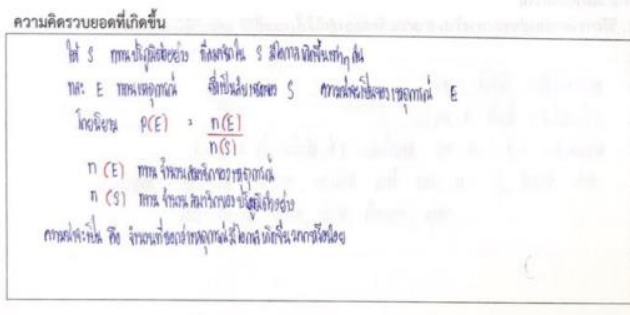 ความคิดรวบยอดที่เกิดขึ้น
ให้ S แทนปริภูมิตัวอย่าง ที่สมาชิกใน S มีโอกาสเกิดขึ้นเท่าๆ กัน
และ E แทนเหตุการณ์ ซึ่งเป็นสับเซตของ S ความน่าจะเป็นของเหตุการณ์ E
โดยนิยาม P(E) = n(E)
n(S)
n (E) แทน จำนวนสมาชิกของเหตุการณ์
n (S) แทน จำนวนสมาชิกของปริภูมิตัวอย่าง
ความน่าจะเป็น คือ จำนวนที่บอกว่าเหตุการณ์มีโอกาสเกิดขึ้นมากหรือน้อย